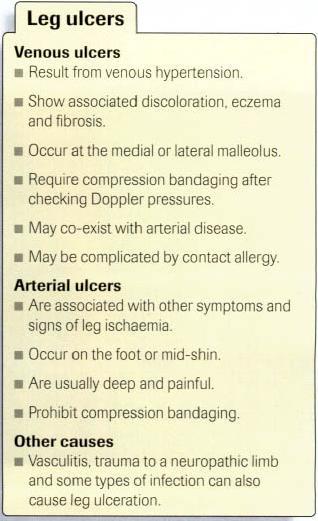 Leg ulcers
Venous ulcers
■ Result from venous hypertension.
■ Show associated discoloration, eczema
and fibrosis.
■ Occur at the medial or lateral malleolus.
■ Require compression bandaging after
checking Doppler pressures.
■ May co-exist with arterial disease.
■ May be complicated by contact allergy.
Arterial ulcers
■ Are associated with other symptoms and
signs of leg ischaemia.
■ Occur on the foot or mid-shin.
■ Are usually deep and painful.
■ Prohibit compression bandaging.
Other causes
■ Vasculitis, trauma to a neuropathic limb
and some types of infection can also
cause leg ulceration.